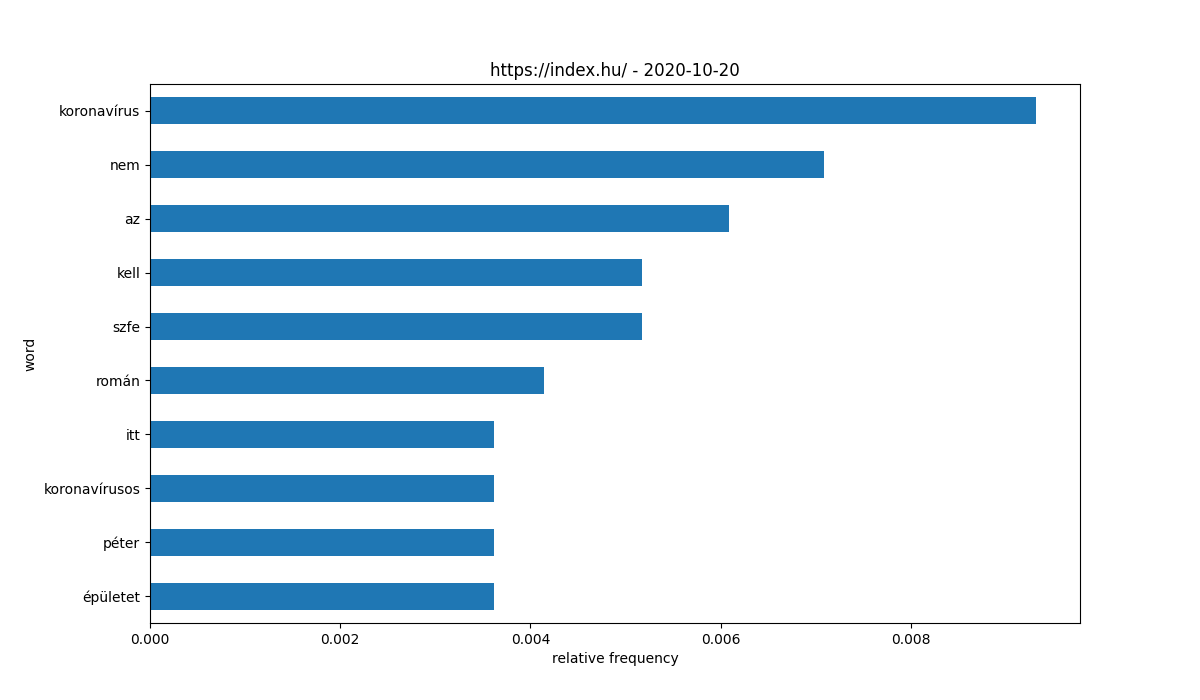 https://index.hu/ - 2020-10-20
koronavírus
nem
az
kell
szfe
román
itt
koronavírusos
péter
épületet
word
0.000 0.002 0.004 0.006 0.008
relative frequency